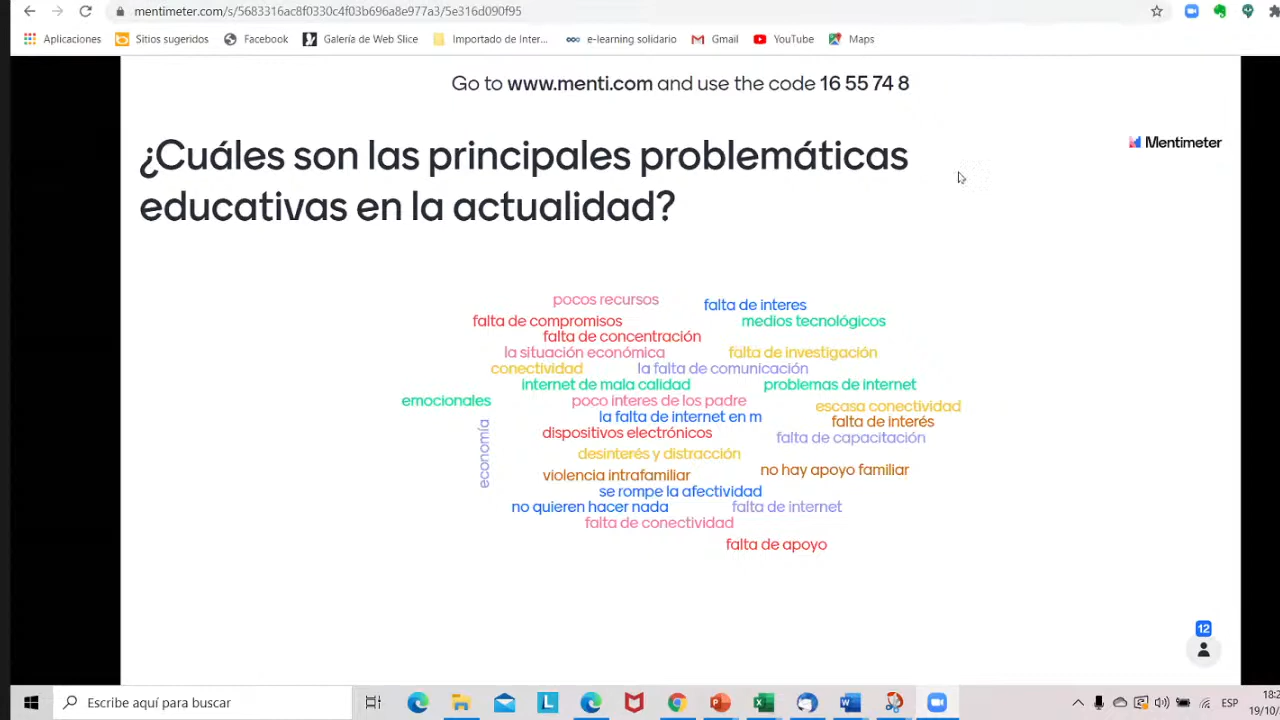 mentimeter.com/s/5683316ac8f0330c4f03b696a8e977a3/5e316d090f95
Aplicaciones Sitios sugeridos Facebook Galería de Web Slice Importado de Inter... e-learning solidario Gmail YouTube Maps
Go to www.menti.com and use the code 16 55 74 8
Mentimeter
¿Cuáles son las principales problemáticas
educativas en la actualidad?
pocos recursos
falta de interes
falta de compromisos
medios tecnológicos
falta de concentración
la situación económica
falta de investigación
conectividad
la falta de comunicación
internet de mala calidad
problemas de internet
emocionales
poco interes de los padre
escasa conectividad
la falta de internet en m
falta de interés
dispositivos electrónicos
falta de capacitación
economía
desinterés y distracción
violencia intrafamiliar
no hay apoyo familiar
se rompe la afectividad
no quieren hacer nada
falta de internet
falta de conectividad
falta de apoyo
12
Escribe aquí para buscar
ESP
18:2
19/10